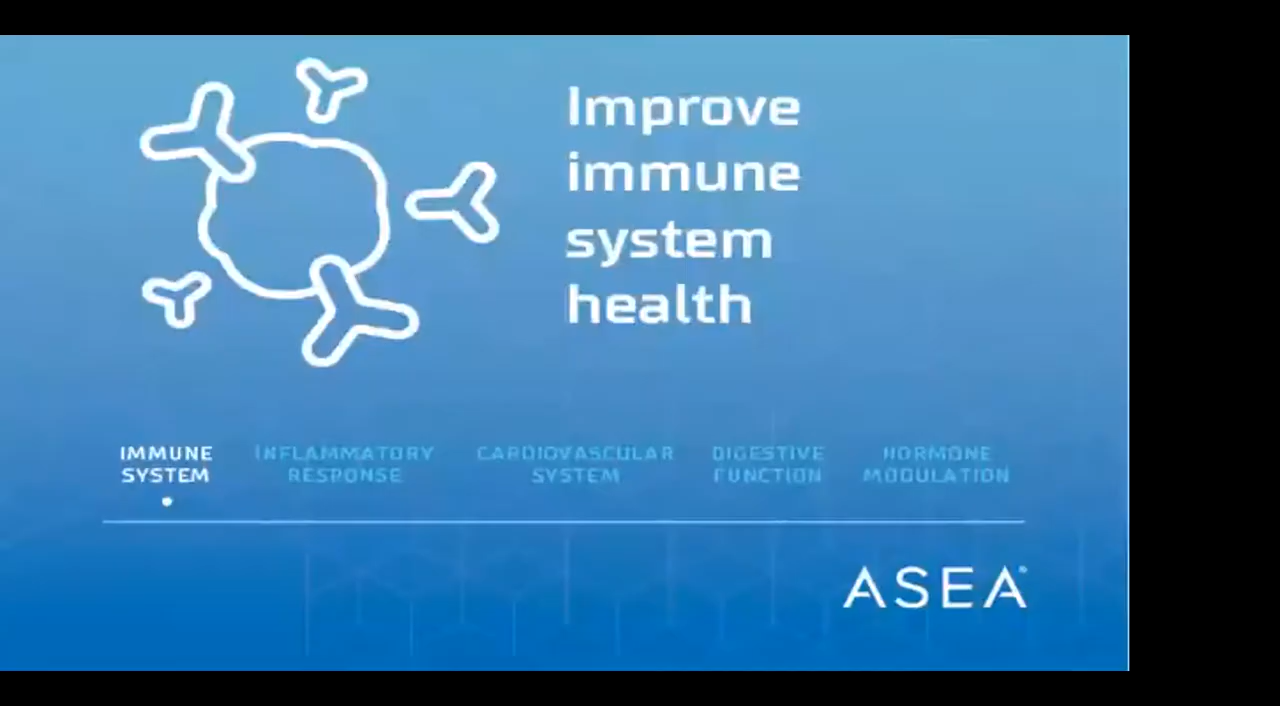 Improve
immune
system
health
IMMUNE
SYSTEM
INFLAMMATORY
RESPONSE
CARDIOVASCULAR
SYSTEM
DIGESTIVE
FUNCTION
HORMONE
MODULATION
ASEA®